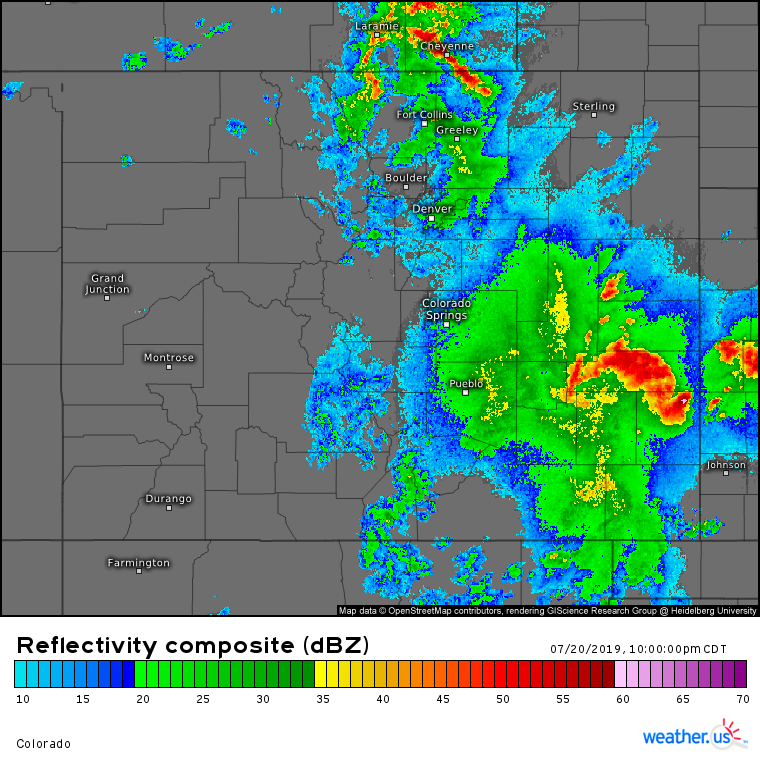 Laramie
Cheyenne
Sterling
Fort Collins
Greeley
Boulder
Denver
Grand
Junction
Colorado
Springs
Montrose
Pueblo
Johnson
Durango
Farmington
Map data © OpenStreetMap contributors, rendering GIScience Research Group @ Heidelberg University
Reflectivity composite (dBZ)
07/20/2019, 10:00:00pm CDT
10 15 20 25 30 35 40 45 50 55 60 65 70
Colorado
weather.us